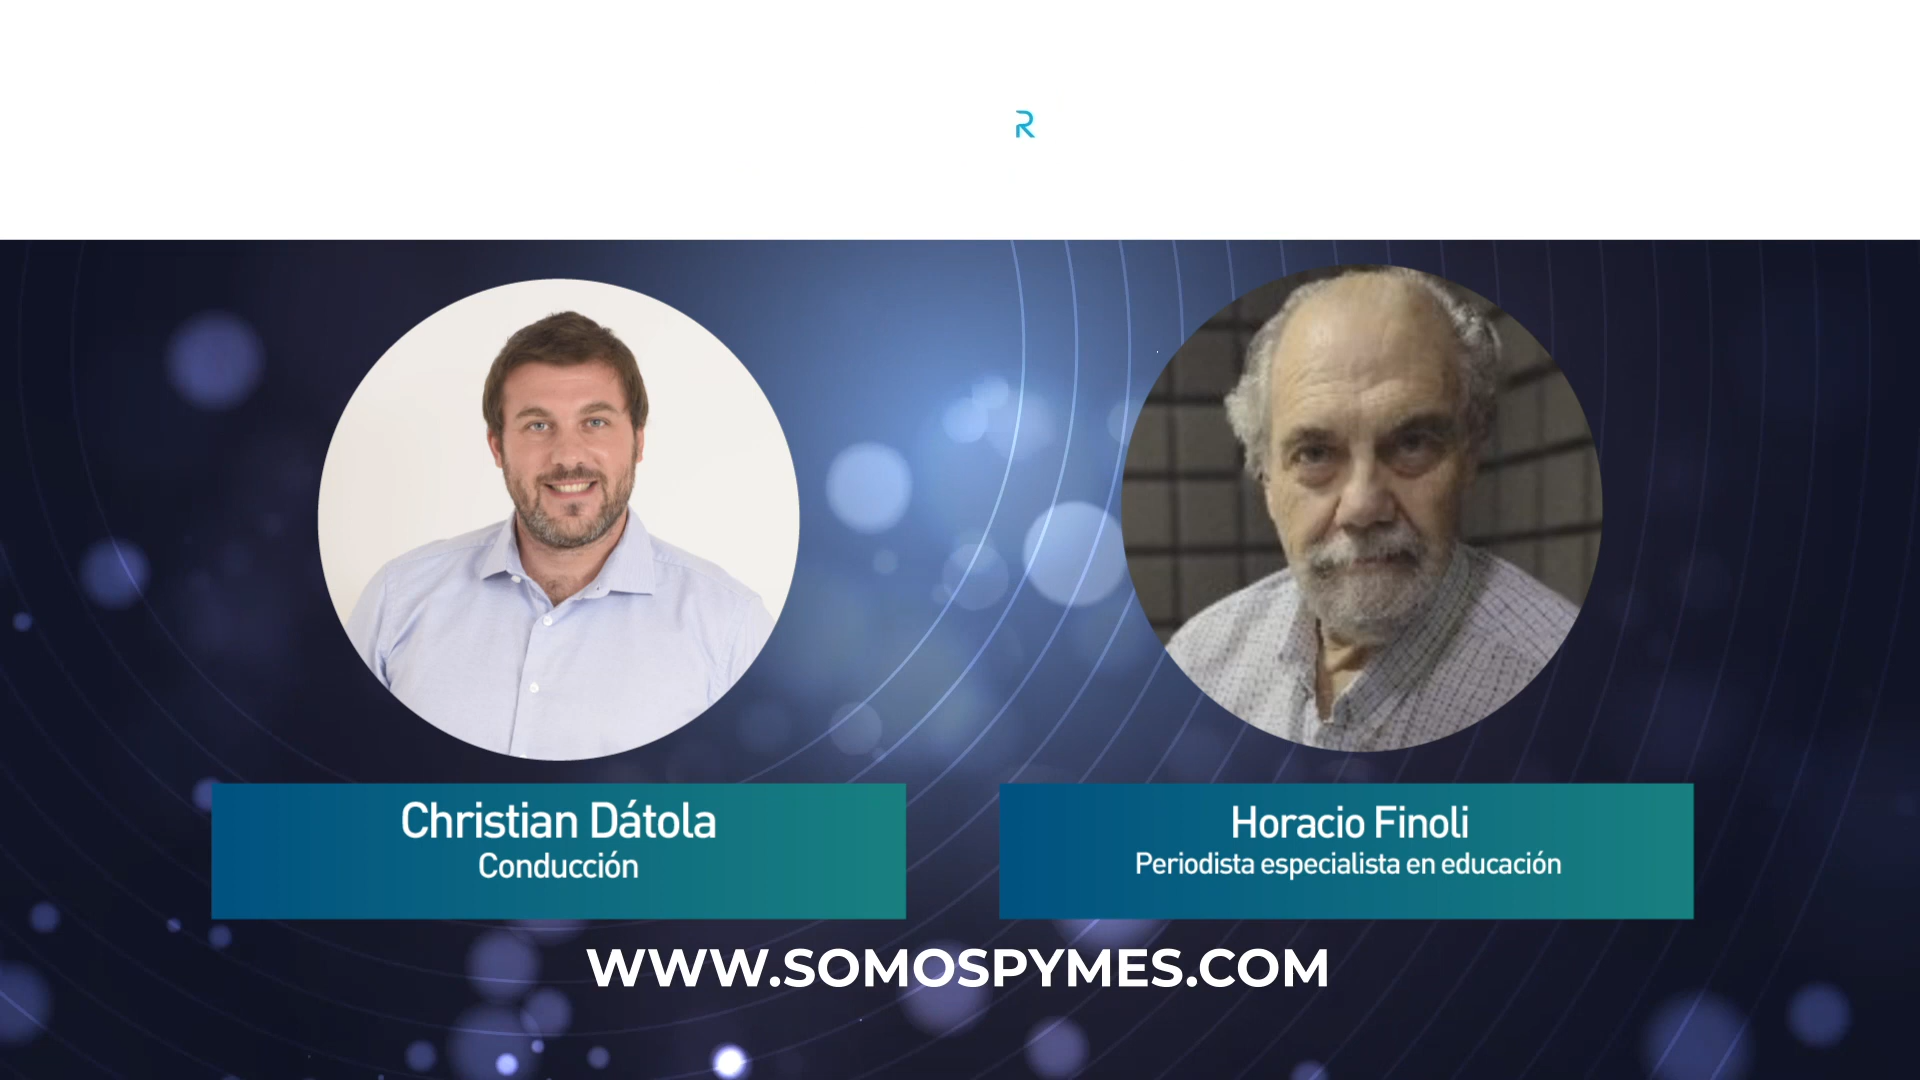 R
Christian Dátola
Conducción
Horacio Finoli
Periodista especialista en educación
WWW.SOMOSPYMES.COM